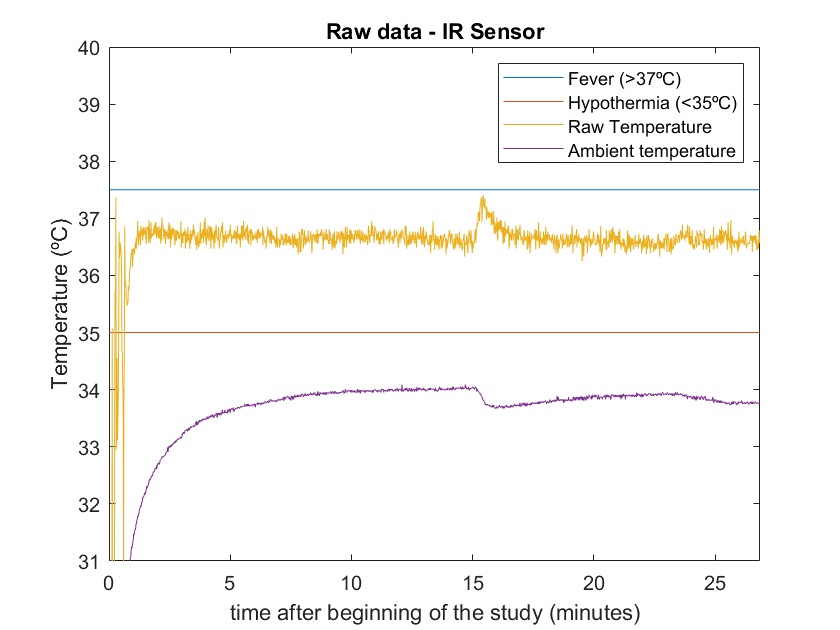 Raw data - IR Sensor
Fever (>37ºC)
Hypothermia (<35ºC)
Raw Temperature
Ambient temperature
Temperature (ºC)
40
39
38
37
36
35
34
33
32
31
0 5 10 15 20 25
time after beginning of the study (minutes)